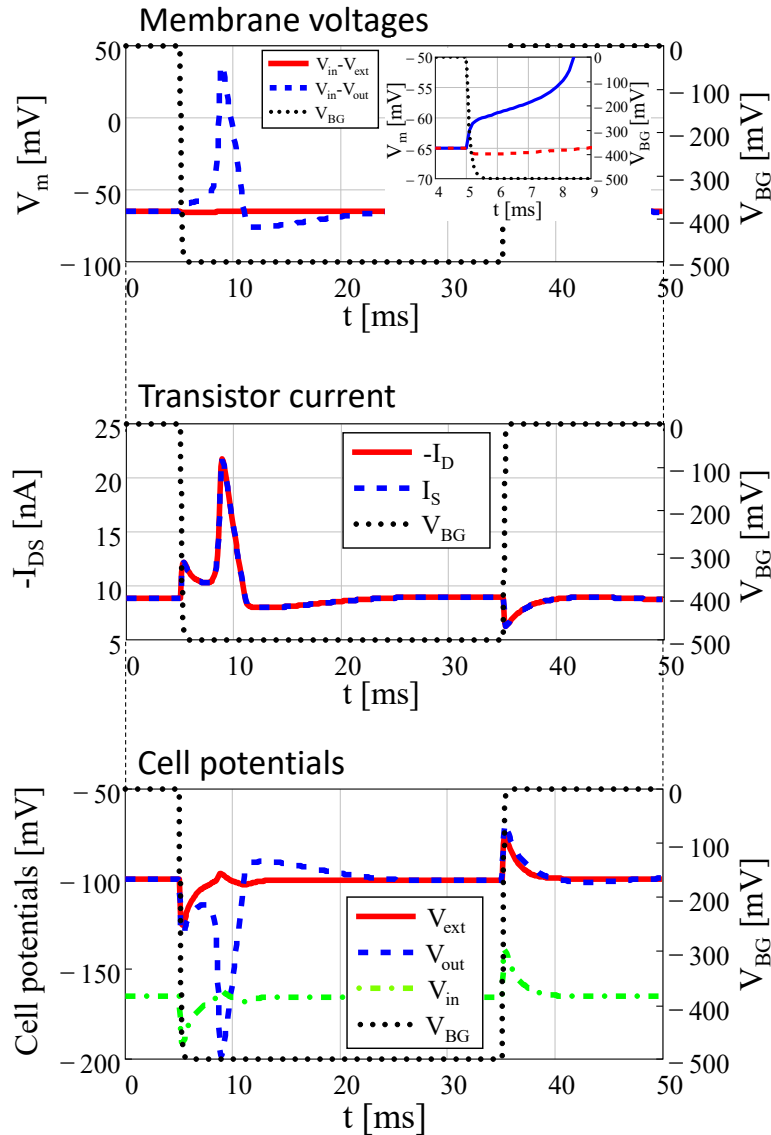 Membrane voltages
50
0
−50
−100
V_m [mV]
V_in-V_ext
V_in-V_out
V_BG
−50
−55
−60
−65
−70
V_m [mV]
0
−100
−200
−300
−400
−500
V_BG [mV]
4 5 6 7 8 9
t [ms]
0
−100
−200
−300
−400
−500
V_BG [mV]
0 10 20 30 40 50
t [ms]
Transistor current
25
20
15
10
5
-I_DS [nA]
-I_D
I_S
V_BG
0
−100
−200
−300
−400
−500
V_BG [mV]
0 10 20 30 40 50
t [ms]
Cell potentials
−50
−100
−150
−200
Cell potentials [mV]
V_ext
V_out
V_in
V_BG
0
−100
−200
−300
−400
−500
V_BG [mV]
0 10 20 30 40 50
t [ms]